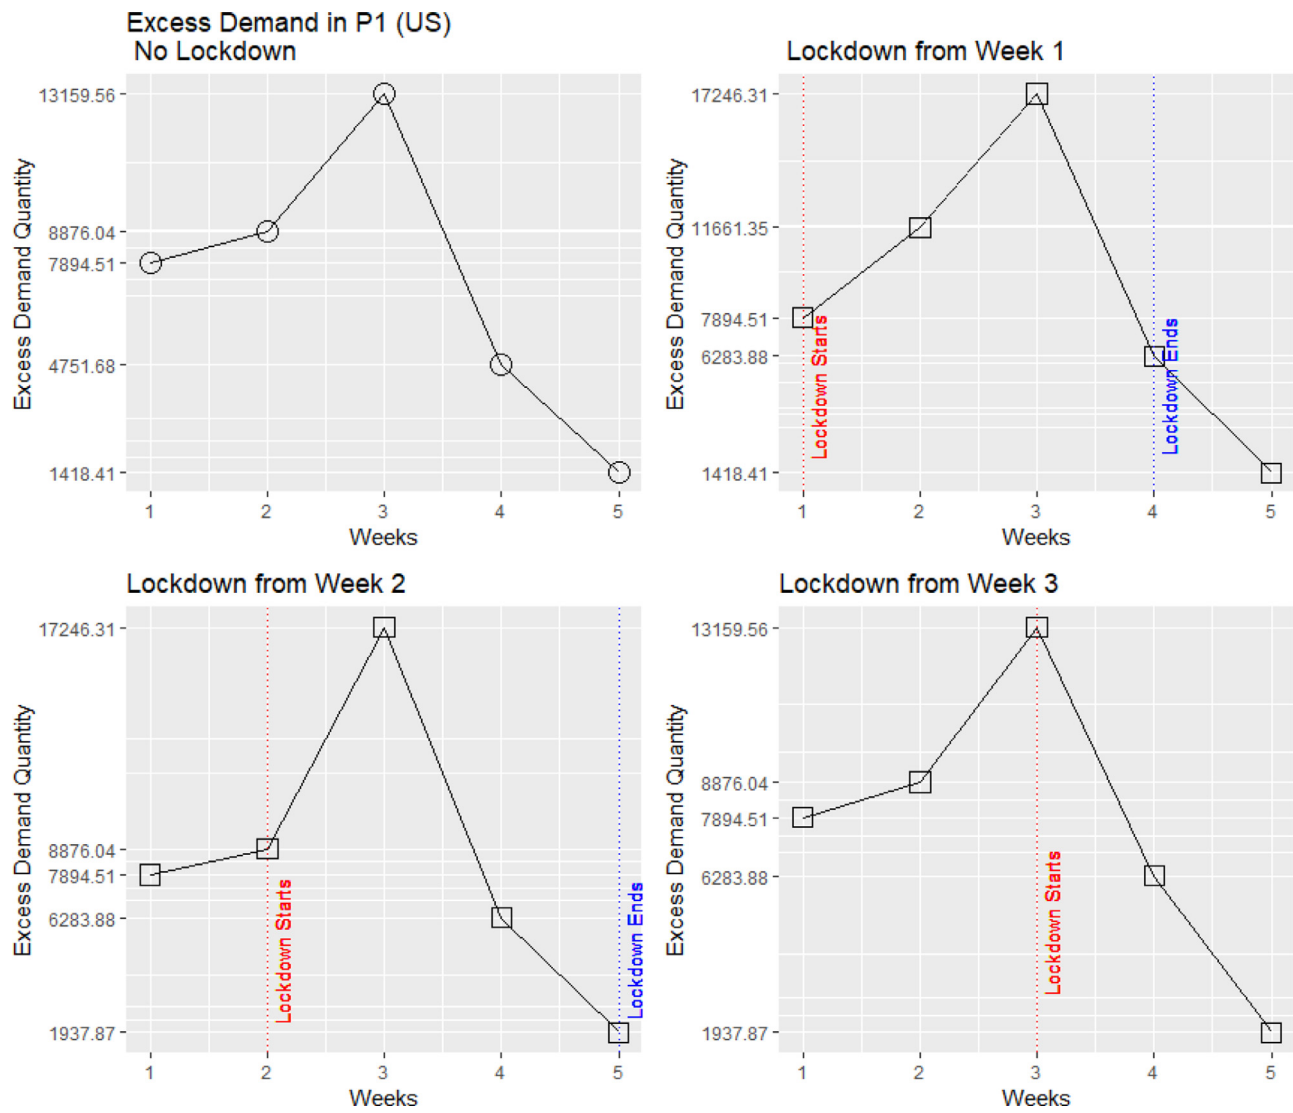 Excess Demand in P1 (US)
No Lockdown
Excess Demand Quantity
13159.56
8876.04
7894.51
4751.68
1418.41
1 2 3 4 5
Weeks
Lockdown from Week 1
Excess Demand Quantity
17246.31
11661.35
7894.51
6283.88
1418.41
Lockdown Starts
Lockdown Ends
1 2 3 4 5
Weeks
Lockdown from Week 2
Excess Demand Quantity
17246.31
8876.04
7894.51
6283.88
1937.87
Lockdown Starts
Lockdown Ends
1 2 3 4 5
Weeks
Lockdown from Week 3
Excess Demand Quantity
13159.56
8876.04
7894.51
6283.88
1937.87
Lockdown Starts
1 2 3 4 5
Weeks